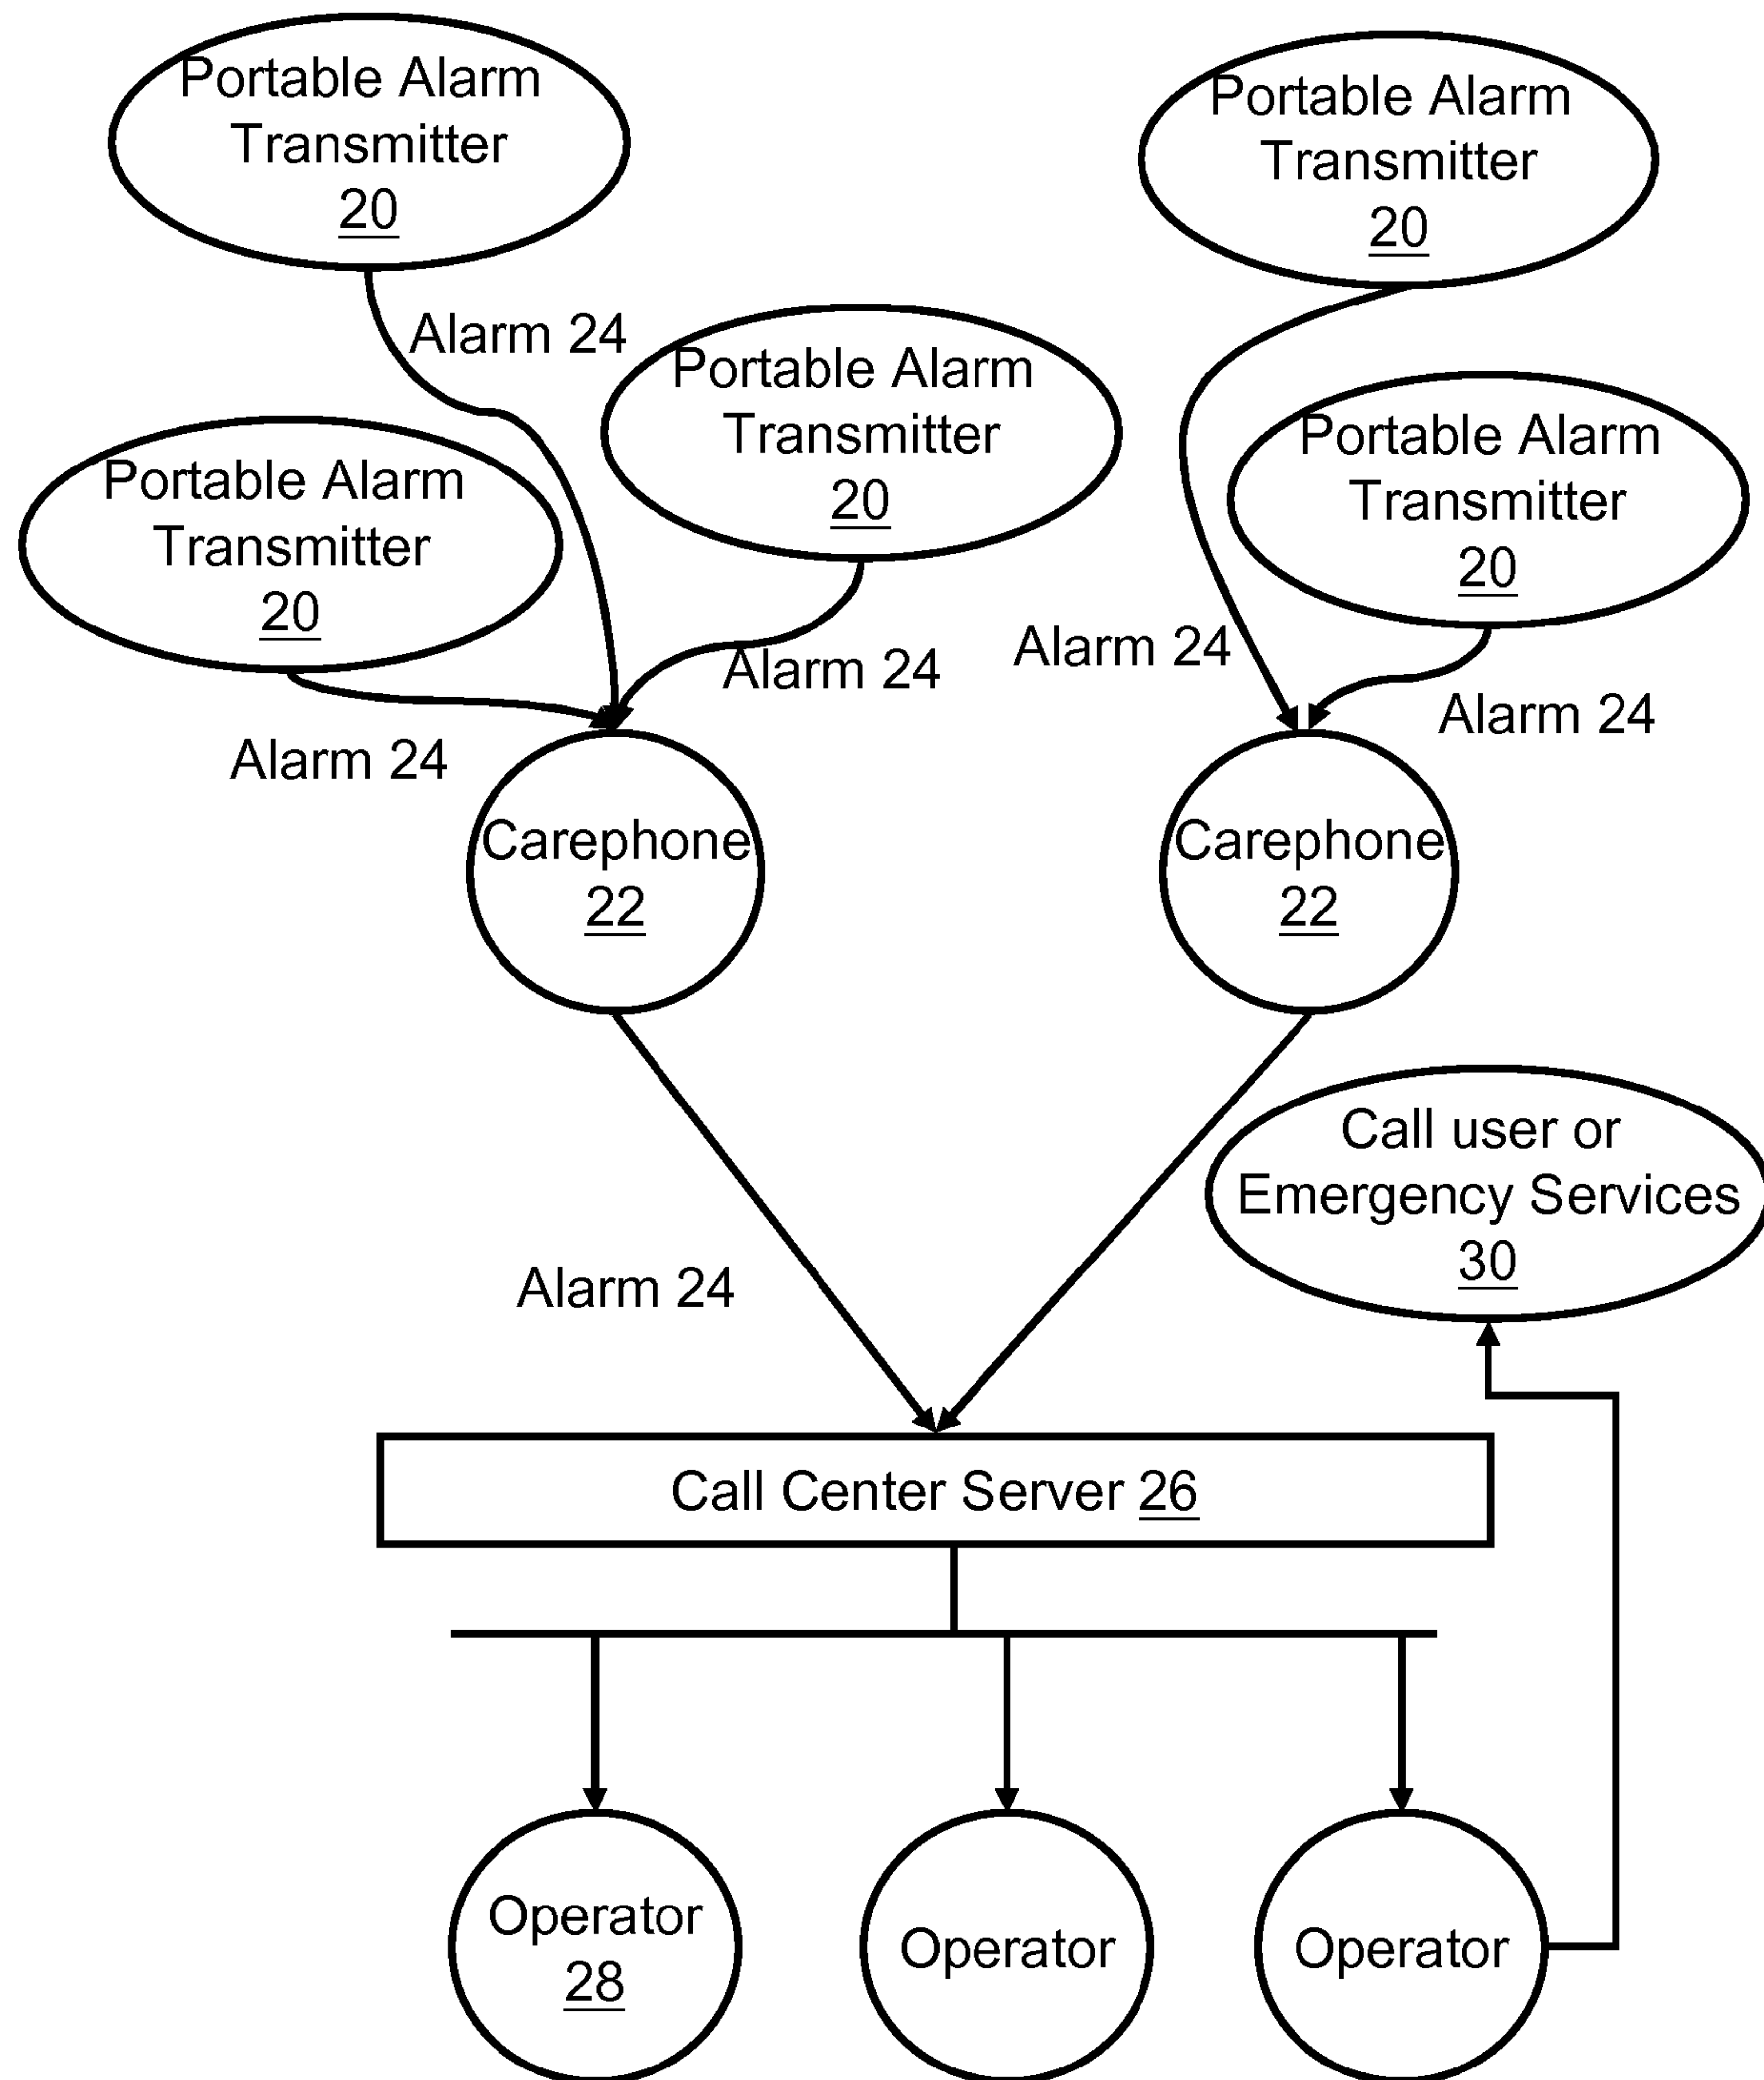 Portable Alarm
Transmitter
20
Portable Alarm
Transmitter
20
Alarm 24
Portable Alarm
Transmitter
20
Portable Alarm
Transmitter
20
Portable Alarm
Transmitter
20
Alarm 24
Alarm 24
Alarm 24
Alarm 24
Carephone
22
Carephone
22
Call user or
Emergency Services
30
Alarm 24
Call Center Server 26
Operator
28
Operator
Operator